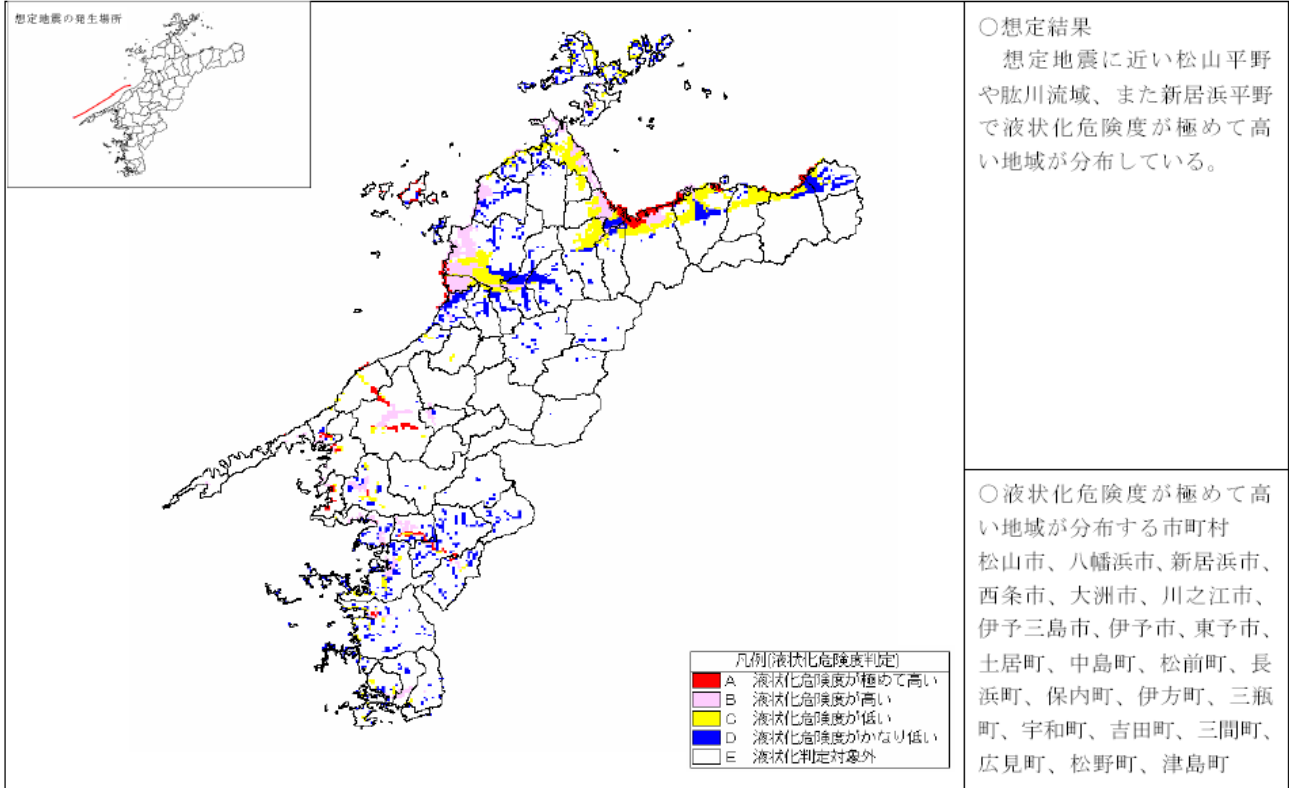 想定地震の発生場所
○想定結果
想定地震に近い松山平野
や肱川流域、また新居浜平野
で液状化危険度が極めて高
い地域が分布している。
○液状化危険度が極めて高
い地域が分布する市町村
松山市、八幡浜市、新居浜市、
西条市、大洲市、川之江市、
伊予三島市、伊予市、東予市、
土居町、中島町、松前町、長
浜町、保内町、伊方町、三瓶
町、宇和町、吉田町、三間町、
広見町、松野町、津島町
凡例(液状化危険度判定)
A 液状化危険度が極めて高い
B 液状化危険度が高い
C 液状化危険度が低い
D 液状化危険度がかなり低い
E 液状化判定対象外